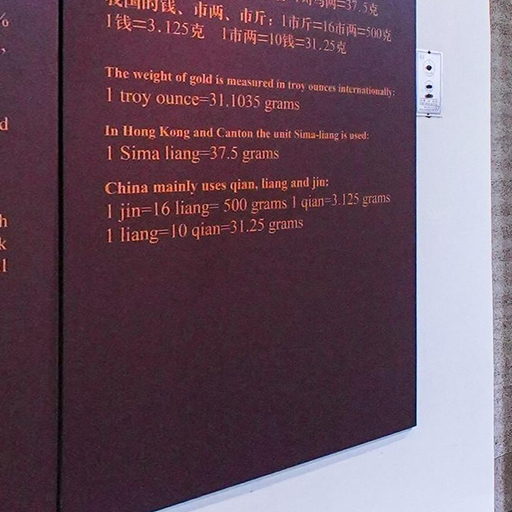 两=37.5克
我国的钱、市两、市斤：1市斤=16市两=500克
1钱=3.125克 1市两=10钱=31.25克
The weight of gold is measured in troy ounces internationally:
1 troy ounce=31.1035 grams
In Hong Kong and Canton the unit Sima-liang is used:
1 Sima liang=37.5 grams
China mainly uses qian, liang and jin:
1 jin=16 liang= 500 grams 1 qian=3.125 grams
1 liang=10 qian=31.25 grams